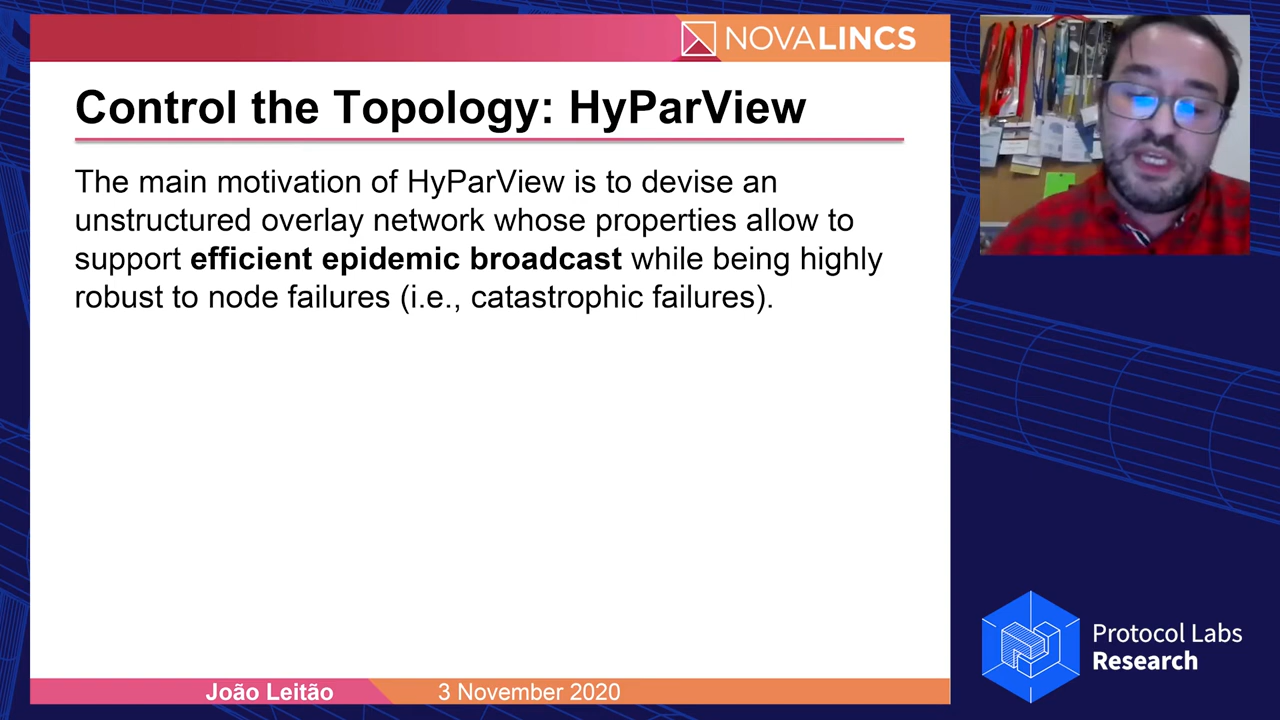 NOVALINCS
Control the Topology: HyParView
The main motivation of HyParView is to devise an
unstructured overlay network whose properties allow to
support efficient epidemic broadcast while being highly
robust to node failures (i.e., catastrophic failures).
João Leitão
3 November 2020
Protocol Labs
Research